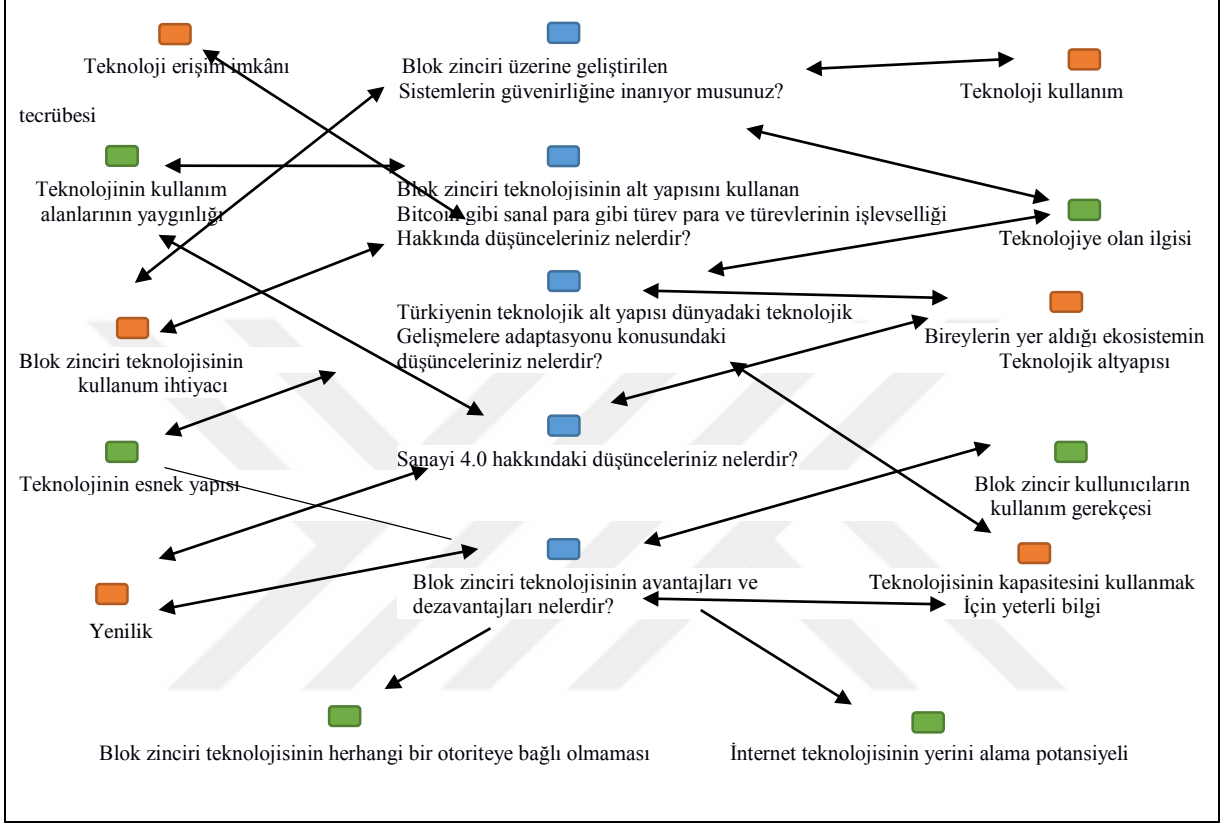 Teknoloji erişim imkânı
Blok zinciri üzerine geliştirilen
Sistemlerin güvenirliğine inanıyor musunuz?
Teknoloji kullanım
tecrübesi
Teknolojinin kullanım
alanlarının yaygınlığı
Blok zinciri teknolojisinin alt yapısını kullanan
Bitcom gibi sanal para gibi türev para ve türevlerinin işlevselliği
Hakkında düşünceleriniz nelerdir?
Teknolojiye olan ilgisi
Türkiyenin teknolojik alt yapısı dünyadaki teknolojik
Gelişmelere adaptasyonu konusundaki
düşünceleriniz nelerdir?
Bireylerin yer aldığı ekosistemin
Teknolojik altyapısı
Blok zinciri teknolojisinin
kullanum ihtiyacı
Sanayi 4.0 hakkındaki düşünceleriniz nelerdir?
Teknolojinin esnek yapısı
Blok zincir kullunıcıların
kullanım gerekçesi
Blok zinciri teknolojisinin avantajları ve
dezavantajları nelerdir?
Teknolojisinin kapasitesini kullanmak
İçin yeterli bilgi
Yenilik
Blok zinciri teknolojisinin herhangi bir otoriteye bağlı olmaması
İnternet teknolojisinin yerini alama potansiyeli